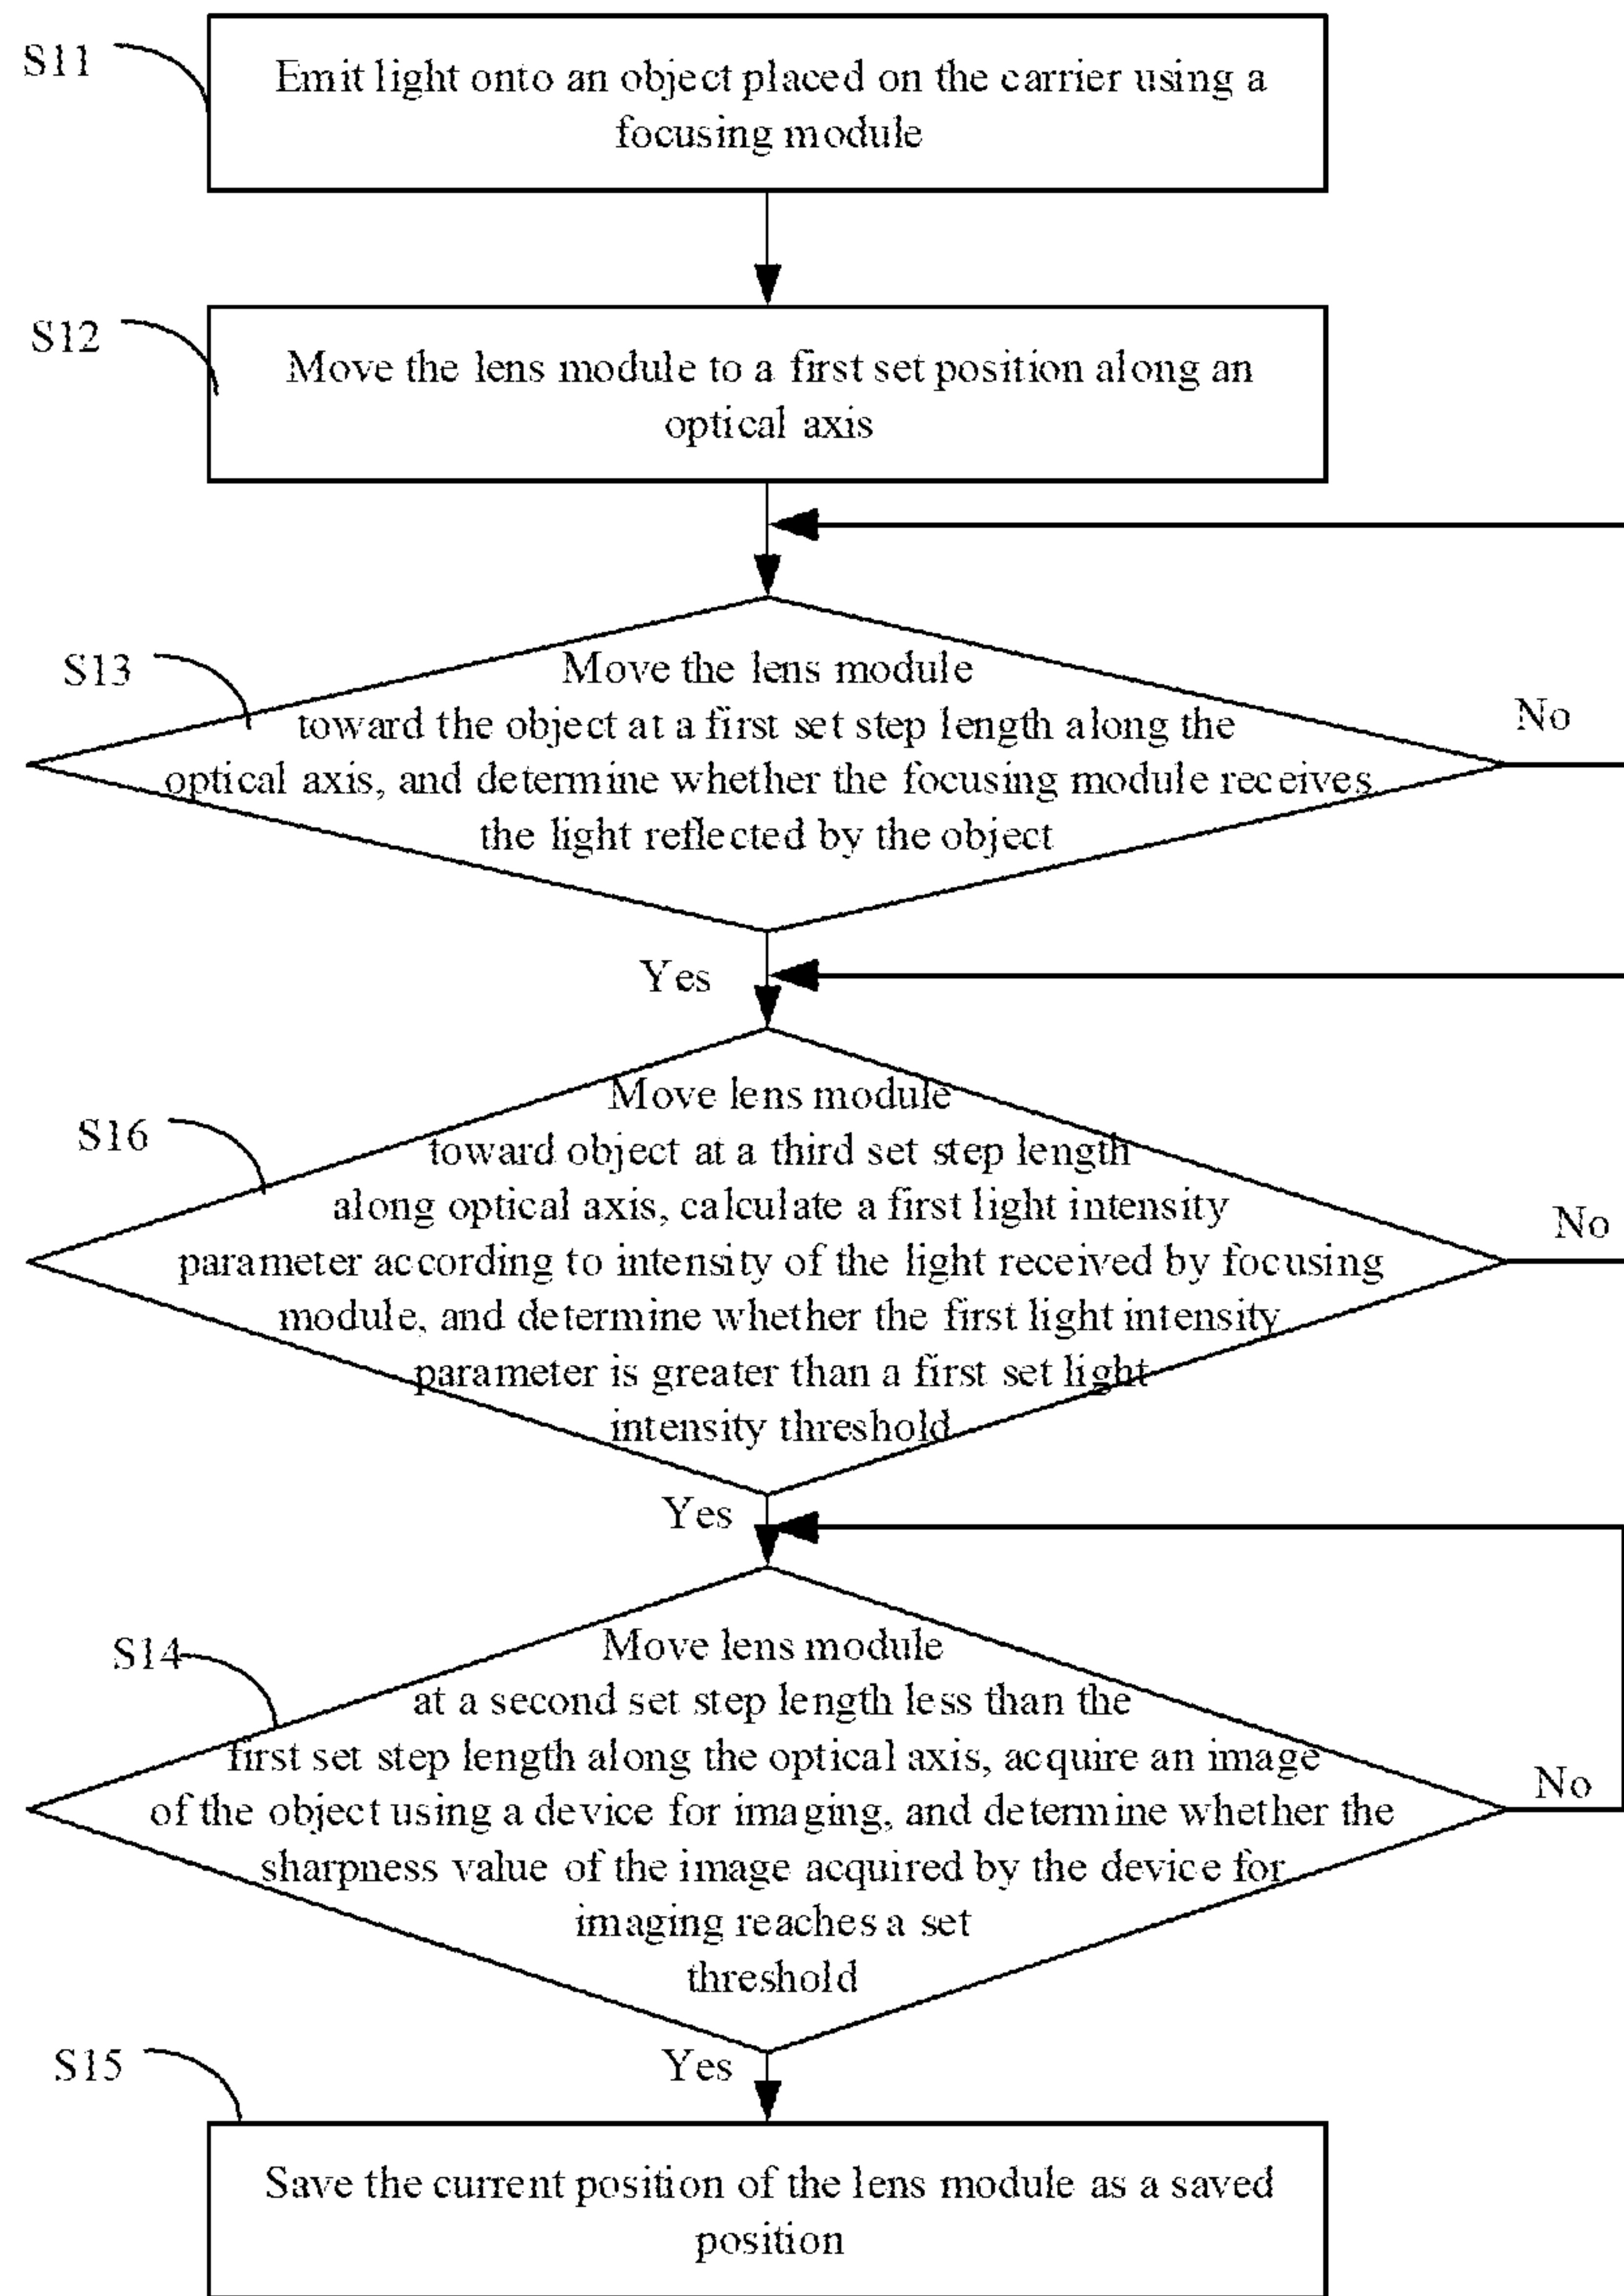 S11
Emit light onto an object placed on the carrier using a
focusing module
S12
Move the lens module to a first set position along an
optical axis
S13
Move the lens module
toward the object at a first set step length along the
optical axis, and determine whether the focusing module receives
the light reflected by the object
No
Yes
S16
Move lens module
toward object at a third set step length
along optical axis, calculate a first light intensity
parameter according to intensity of the light received by focusing
module, and determine whether the first light intensity
parameter is greater than a first set light
intensity threshold
No
Yes
S14
Move lens module
at a second set step length less than the
first set step length along the optical axis, acquire an image
of the object using a device for imaging, and determine whether the
sharpness value of the image acquired by the device for
imaging reaches a set
threshold
No
Yes
S15
Save the current position of the lens module as a saved
position